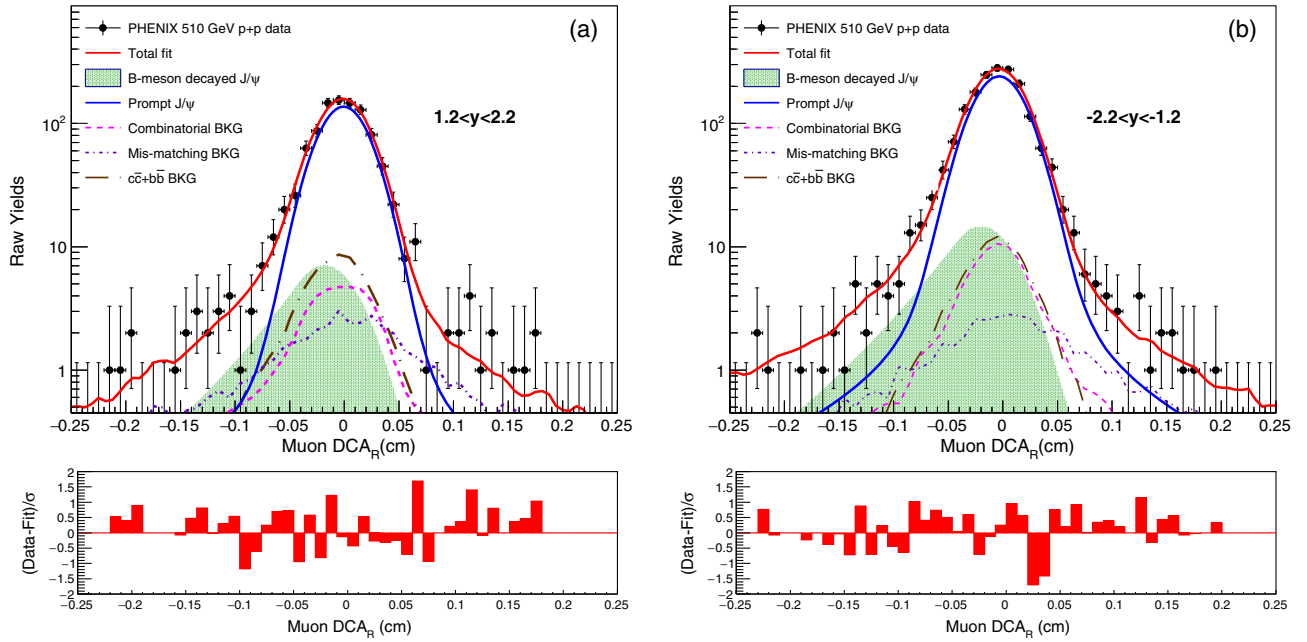 (a)
PHENIX 510 GeV p+p data
Total fit
B-meson decayed J/ψ
Prompt J/ψ
Combinatorial BKG
Mis-matching BKG
cc̄+bb̄ BKG
1.2<y<2.2
Raw Yields
10²
10
1
−0.25 −0.2 −0.15 −0.1 −0.05 0 0.05 0.1 0.15 0.2 0.25
Muon DCA_R(cm)
(Data-Fit)/σ
2
1.5
1
0.5
0
−0.5
−1
−1.5
−2
−0.25 −0.2 −0.15 −0.1 −0.05 0 0.05 0.1 0.15 0.2 0.25
Muon DCA_R (cm)
(b)
PHENIX 510 GeV p+p data
Total fit
B-meson decayed J/ψ
Prompt J/ψ
Combinatorial BKG
Mis-matching BKG
cc̄+bb̄ BKG
-2.2<y<-1.2
Raw Yields
10²
10
1
−0.25 −0.2 −0.15 −0.1 −0.05 0 0.05 0.1 0.15 0.2 0.25
Muon DCA_R(cm)
(Data-Fit)/σ
2
1.5
1
0.5
0
−0.5
−1
−1.5
−2
−0.25 −0.2 −0.15 −0.1 −0.05 0 0.05 0.1 0.15 0.2 0.25
Muon DCA_R (cm)